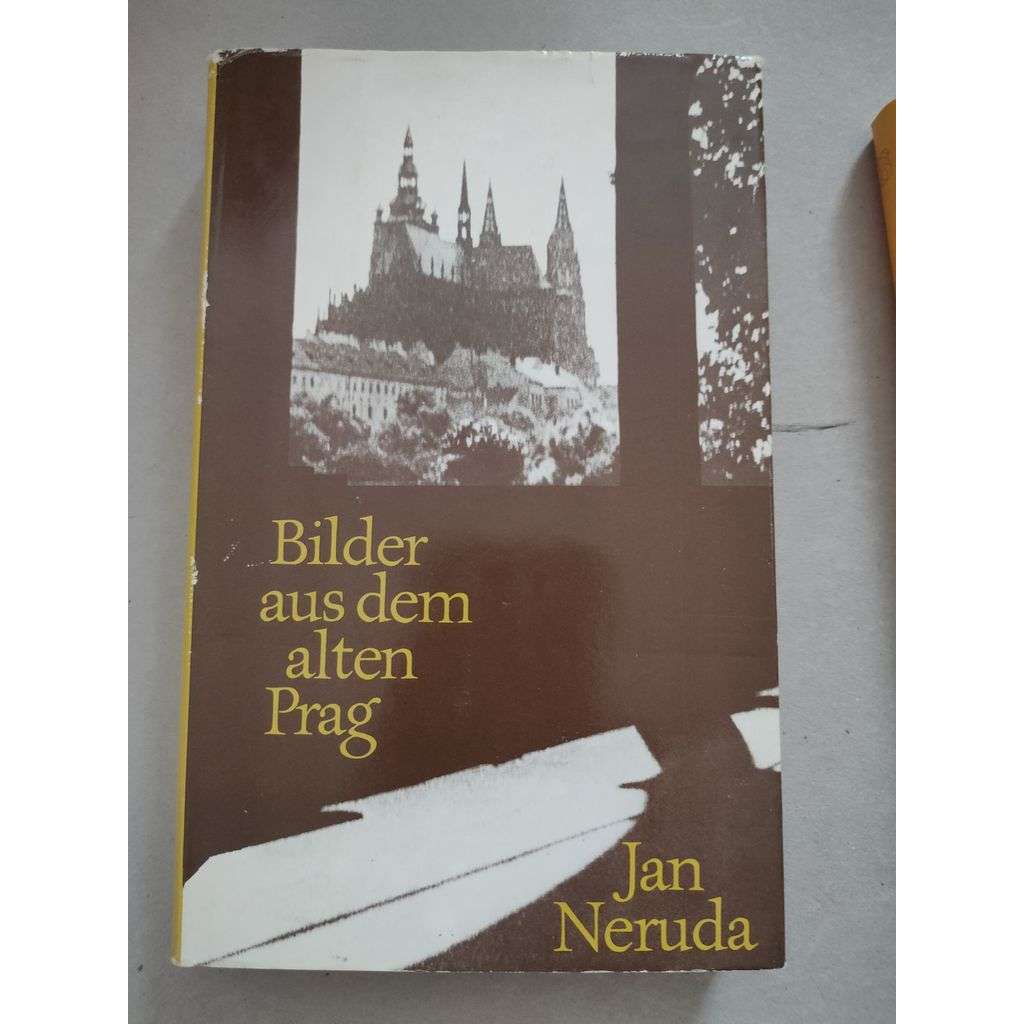 Bilder
aus dem
alten
Prag
Jan
Neruda